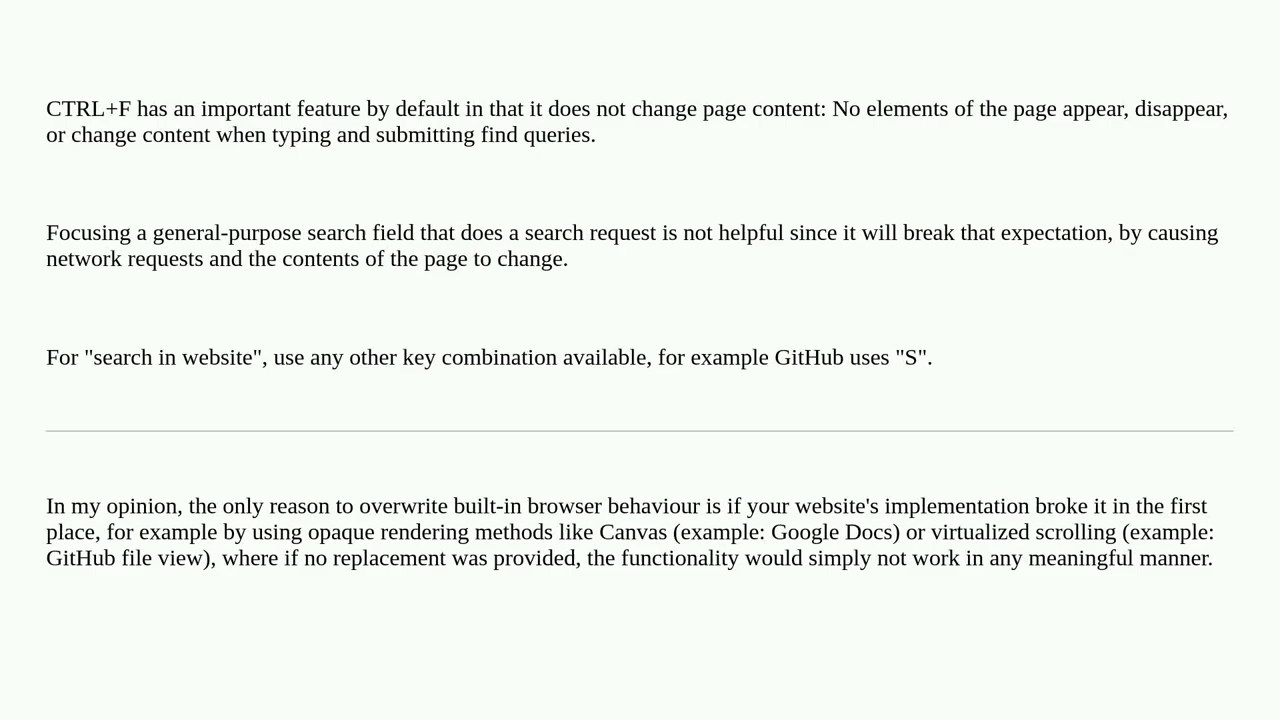 CTRL+F has an important feature by default in that it does not change page content: No elements of the page appear, disappear,
or change content when typing and submitting find queries.
Focusing a general-purpose search field that does a search request is not helpful since it will break that expectation, by causing
network requests and the contents of the page to change.
For "search in website", use any other key combination available, for example GitHub uses "S".
In my opinion, the only reason to overwrite built-in browser behaviour is if your website's implementation broke it in the first
place, for example by using opaque rendering methods like Canvas (example: Google Docs) or virtualized scrolling (example:
GitHub file view), where if no replacement was provided, the functionality would simply not work in any meaningful manner.